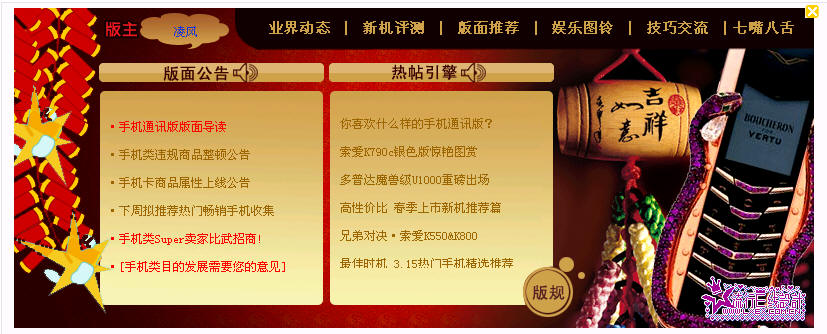 版主 凌风
业界动态 | 新机评测 | 版面推荐 | 娱乐图铃 | 技巧交流 | 七嘴八舌
版面公告
• 手机通讯版版面导读
• 手机类违规商品整顿公告
• 手机卡商品属性上线公告
• 下周拟推荐热门畅销手机收集
• 手机类Super卖家比武招商!
• [手机类目的发展需要您的意见]
热帖引擎
你喜欢什么样的手机通讯版?
索爱K790c银色版惊艳图赏
多普达魔兽级U1000重磅出场
高性价比 春季上市新机推荐篇
兄弟对决·索爱K550&K800
最佳时机 3.15热门手机精选推荐
版规
吉祥
如意
BOUCHERON
FOR
VERTU